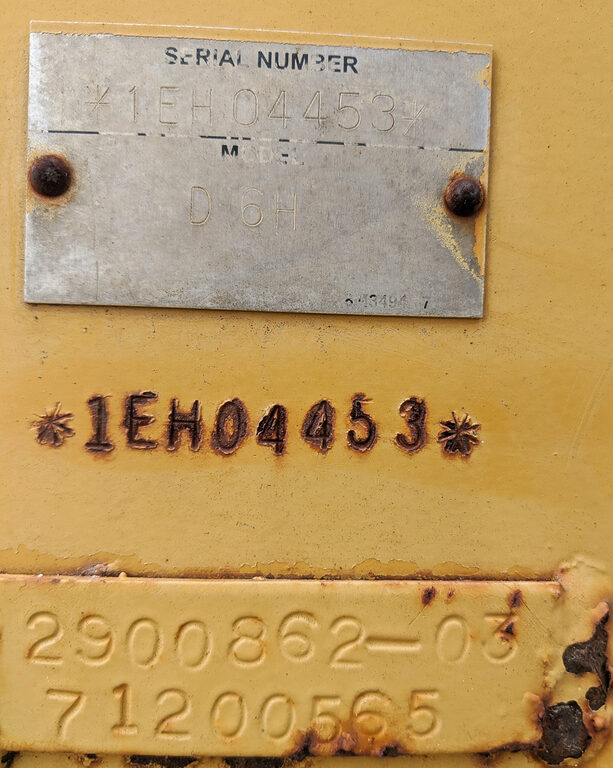 SERIAL NUMBER
*1EH04453*
MODEL
D6H
*1EH04453*
2900862-03
71200565